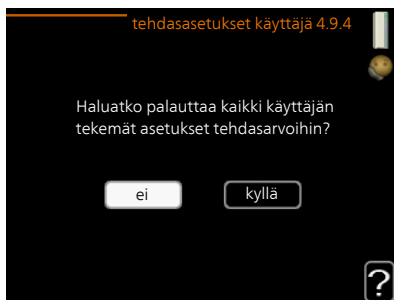 tehdasasetukset käyttäjä 4.9.4
Haluatko palauttaa kaikki käyttäjän
tekemät asetukset tehdasarvoihin?
ei
kyllä
?